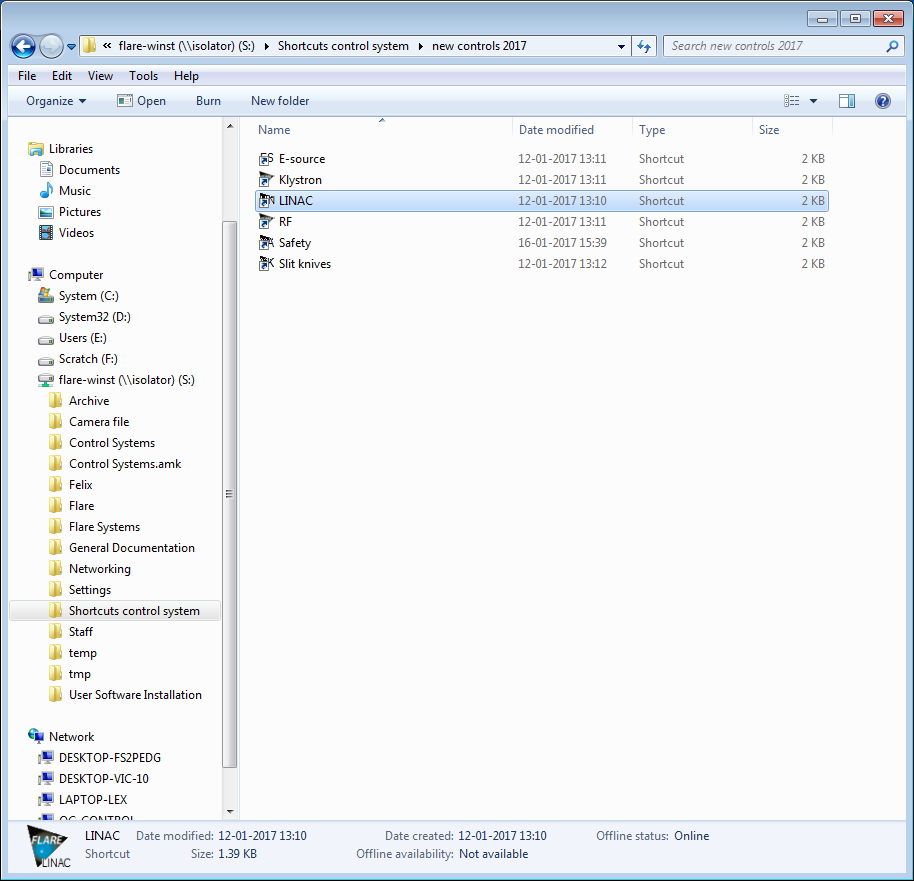 « flare-winst (\\isolator) (S:) Shortcuts control system new controls 2017 Search new controls 2017
File Edit View Tools Help
Organize Open Burn New folder
Name Date modified Type Size
E-source 12-01-2017 13:11 Shortcut 2 KB
Klystron 12-01-2017 13:11 Shortcut 2 KB
LINAC 12-01-2017 13:10 Shortcut 2 KB
RF 12-01-2017 13:11 Shortcut 2 KB
Safety 16-01-2017 15:39 Shortcut 2 KB
Slit knives 12-01-2017 13:12 Shortcut 2 KB
Libraries
Documents
Music
Pictures
Videos
Computer
System (C:)
System32 (D:)
Users (E:)
Scratch (F:)
flare-winst (\\isolator) (S:)
Archive
Camera file
Control Systems
Control Systems.amk
Felix
Flare
Flare Systems
General Documentation
Networking
Settings
Shortcuts control system
Staff
temp
tmp
User Software Installation
Network
DESKTOP-FS2PEDG
DESKTOP-VIC-10
LAPTOP-LEX
FLARE
LINAC
LINAC Date modified: 12-01-2017 13:10 Date created: 12-01-2017 13:10 Offline status: Online
Shortcut Size: 1.39 KB Offline availability: Not available